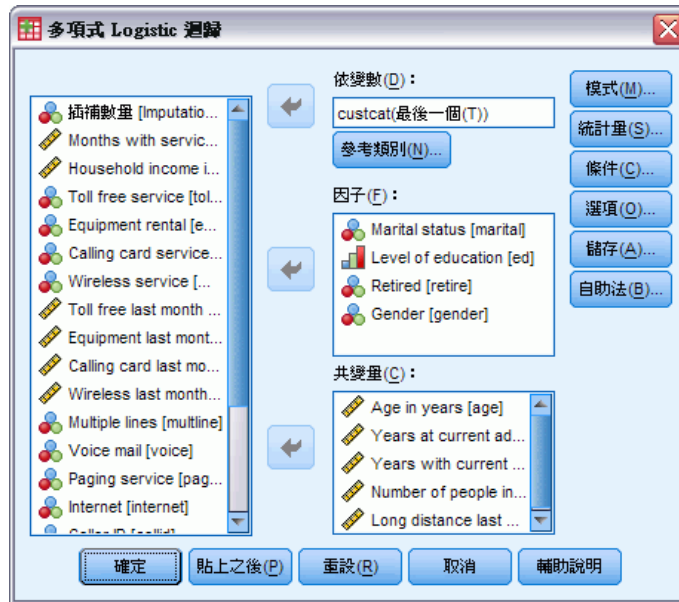 多項式 Logistic 迴歸
插補數量 [Imputatio...
Months with servic...
Household income i...
Toll free service [tol...
Equipment rental [e...
Calling card service...
Wireless service [...
Toll free last month ...
Equipment last mont...
Calling card last mo...
Wireless last month...
Multiple lines [multline]
Voice mail [voice]
Paging service [pag...
Internet [internet]
Caller ID [callid]
依變數(D)：
custcat(最後一個(T))
參考類別(N)...
因子(F)：
Marital status [marital]
Level of education [ed]
Retired [retire]
Gender [gender]
共變量(C)：
Age in years [age]
Years at current ad...
Years with current ...
Number of people in...
Long distance last ...
模式(M)...
統計量(S)...
條件(C)...
選項(O)...
儲存(A)...
自助法(B)...
確定
貼上之後(P)
重設(R)
取消
輔助說明